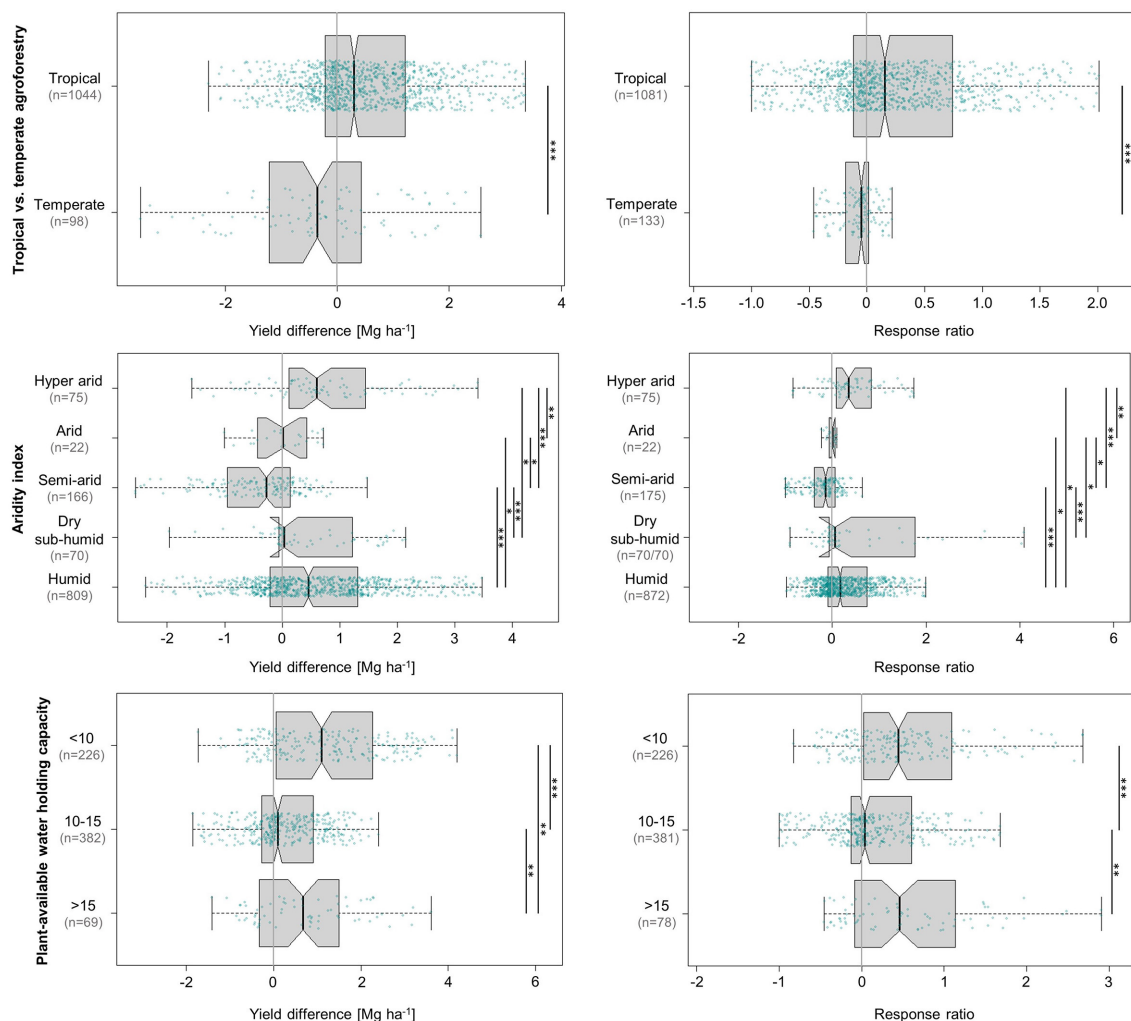 Tropical vs. temperate agroforestry
Tropical
(n=1044)
Temperate
(n=98)
***
-2
0
2
4
Yield difference [Mg ha-1]
Tropical
(n=1081)
Temperate
(n=133)
***
-1.5
-1.0
-0.5
0
0.5
1.0
1.5
2.0
Response ratio
Aridity index
Hyper arid
(n=75)
Arid
(n=22)
Semi-arid
(n=166)
Dry
sub-humid
(n=70)
Humid
(n=809)
***
*
***
*
*
***
**
-2
-1
0
1
2
3
4
Yield difference [Mg ha-1]
Hyper arid
(n=75)
Arid
(n=22)
Semi-arid
(n=175)
Dry
sub-humid
(n=70/70)
Humid
(n=872)
***
*
*
***
*
*
***
**
-2
0
2
4
6
Response ratio
Plant-available water holding capacity
<10
(n=226)
10-15
(n=382)
>15
(n=69)
**
**
***
-2
0
2
4
6
Yield difference [Mg ha-1]
<10
(n=226)
10-15
(n=381)
>15
(n=78)
**
***
-2
-1
0
1
2
3
Response ratio